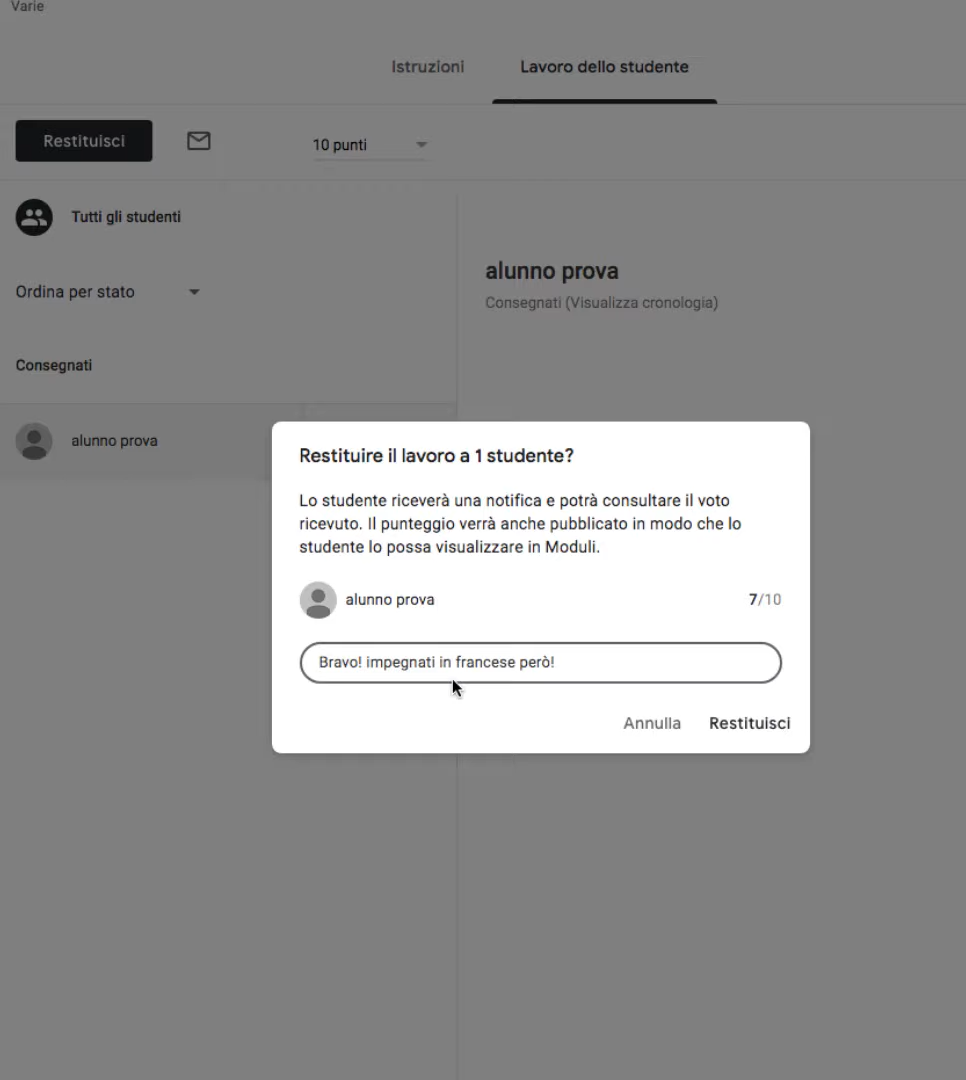 Varie
Istruzioni
Lavoro dello studente
Restituisci
10 punti
Tutti gli studenti
Ordina per stato
Consegnati
alunno prova
alunno prova
Consegnati (Visualizza cronologia)
Restituire il lavoro a 1 studente?
Lo studente riceverà una notifica e potrà consultare il voto
ricevuto. Il punteggio verrà anche pubblicato in modo che lo
studente lo possa visualizzare in Moduli.
alunno prova
7/10
Bravo! impegnati in francese però!
Annulla
Restituisci